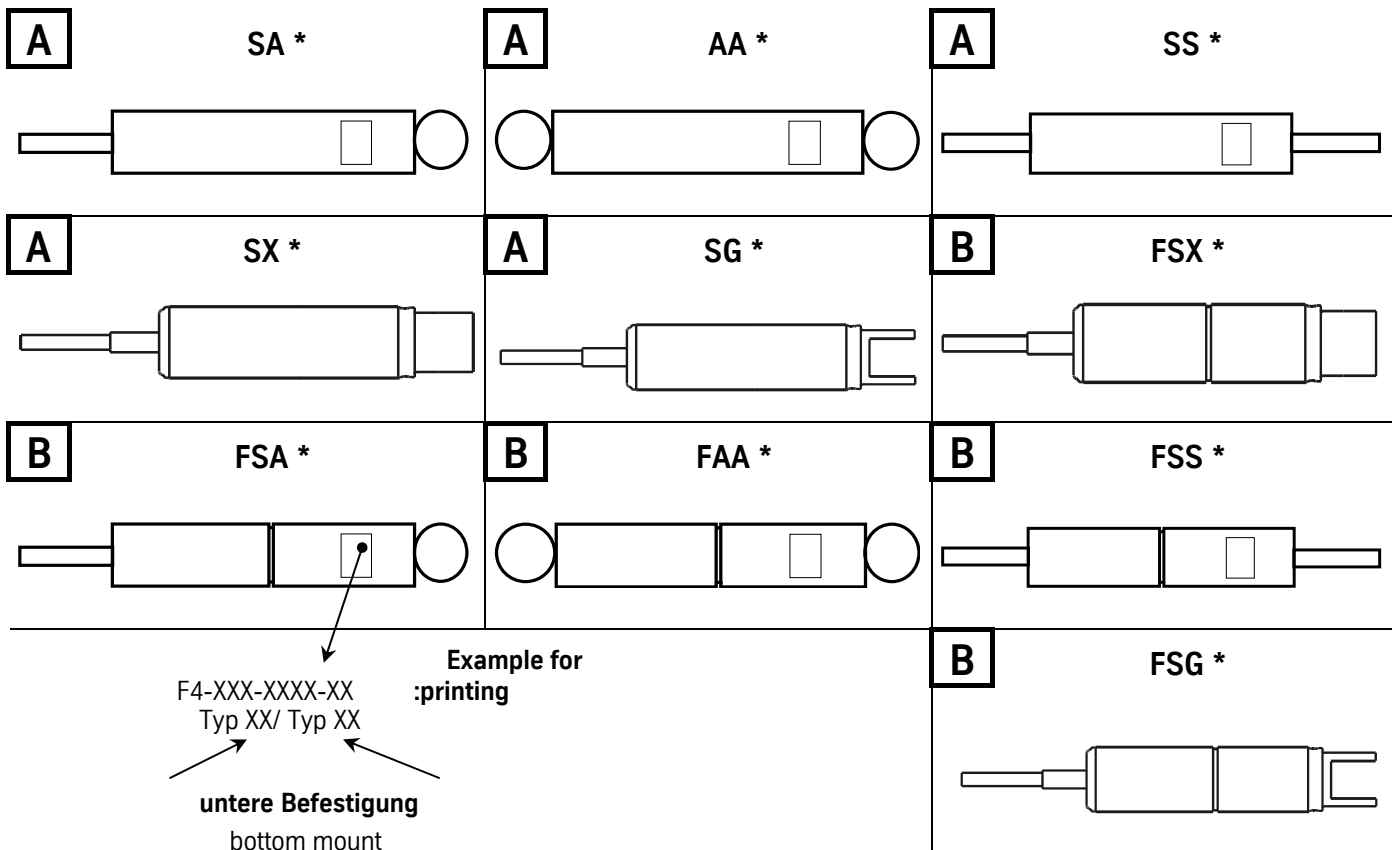 A
SA *
A
AA *
A
SS *
A
SX *
A
SG *
B
FSX *
B
FSA *
B
FAA *
B
FSS *
Example for
:printing
F4-XXX-XXXX-XX
Typ XX/ Typ XX
untere Befestigung
bottom mount
B
FSG *